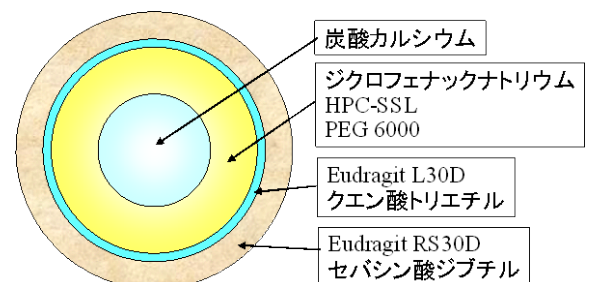 炭酸カルシウム
ジクロフェナックナトリウム
HPC-SSL
PEG 6000
Eudragit L30D
クエン酸トリエチル
Eudragit RS30D
セバシン酸ジブチル